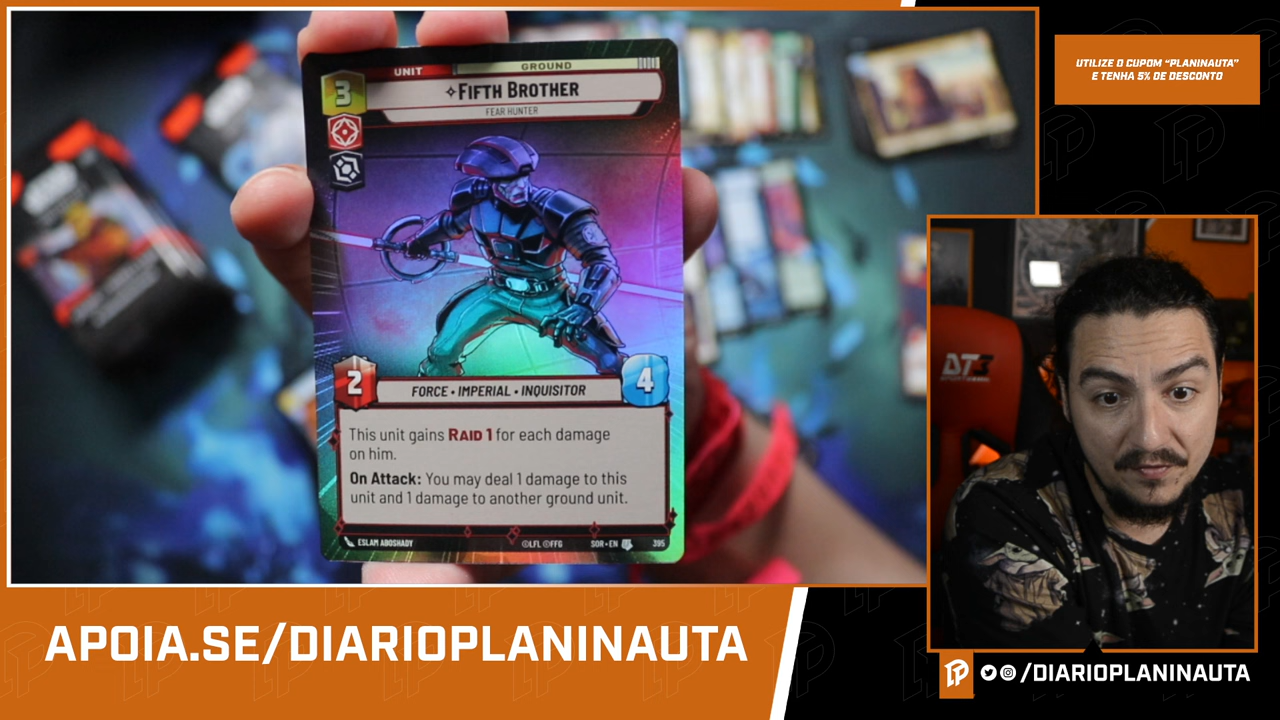 UNIT
GROUND
3
✧FIFTH BROTHER
FEAR HUNTER
2
FORCE • IMPERIAL • INQUISITOR
4
This unit gains RAID 1 for each damage
on him.
On Attack: You may deal 1 damage to this
unit and 1 damage to another ground unit.
ESLAM ABOSHADY
©LFL ©FFG
SOR • EN
395
UTILIZE O CUPOM “PLANINAUTA”
E TENHA 5% DE DESCONTO
DT3
APOIA.SE/DIARIOPLANINAUTA
/DIARIOPLANINAUTA